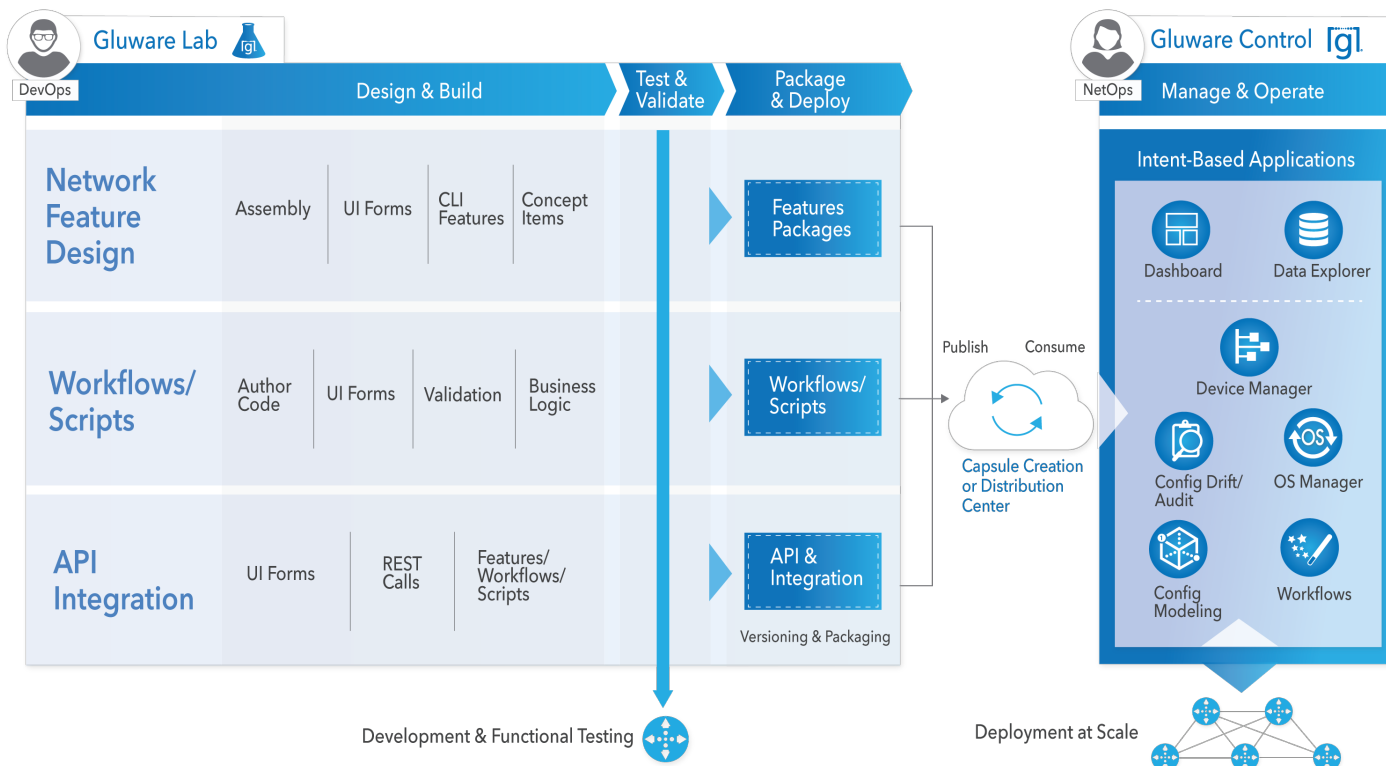 Gluware Lab
[g]
DevOps
Design & Build
Test &
Validate
Package
& Deploy
Network
Feature
Design
Assembly
UI Forms
CLI
Features
Concept
Items
Features
Packages
Workflows/
Scripts
Author
Code
UI Forms
Validation
Business
Logic
Workflows/
Scripts
API
Integration
UI Forms
REST
Calls
Features/
Workflows/
Scripts
API &
Integration
Versioning & Packaging
Development & Functional Testing
Publish
Consume
Capsule Creation
or Distribution
Center
Gluware Control
[g].
NetOps
Manage & Operate
Intent-Based Applications
Dashboard
Data Explorer
Device Manager
Config Drift/
Audit
OS
OS Manager
1
Config
Modeling
Workflows
Deployment at Scale